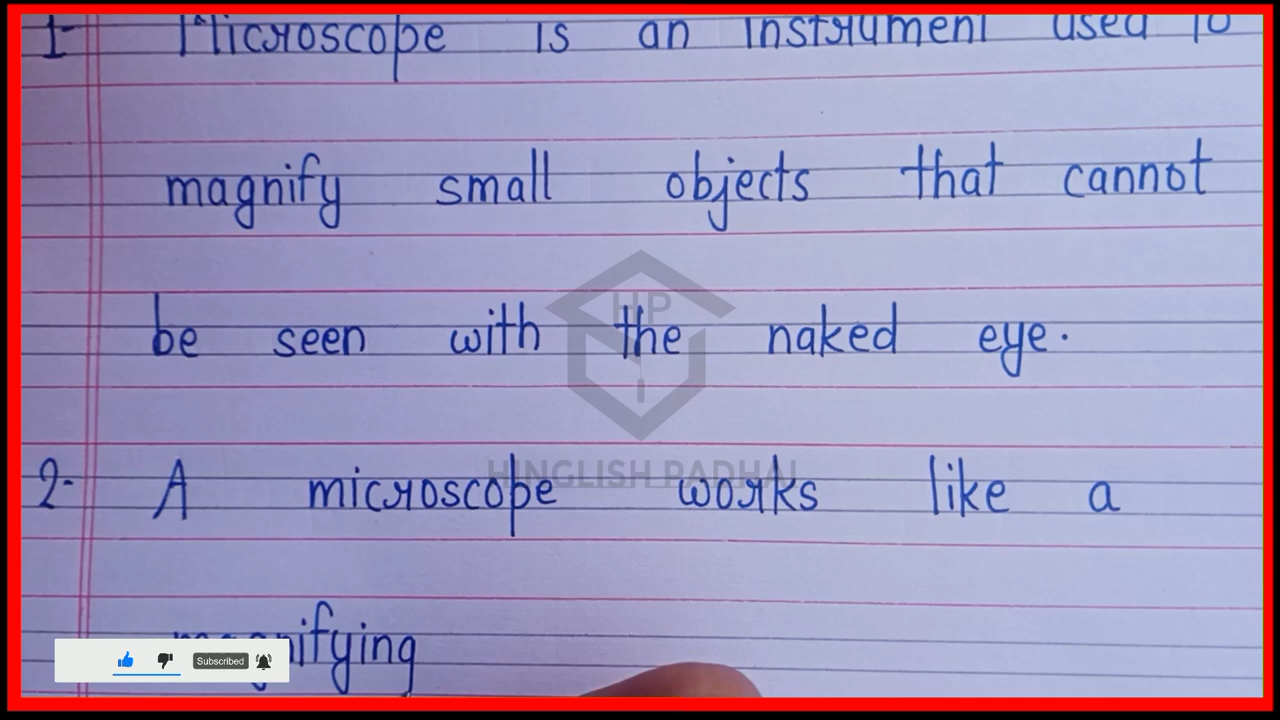 1- Microscope is an instrument used to
magnify small objects that cannot
be seen with the naked eye.
HP
HINGLISH PADHAI
2- A microscope works like a
magnifying
Subscribed